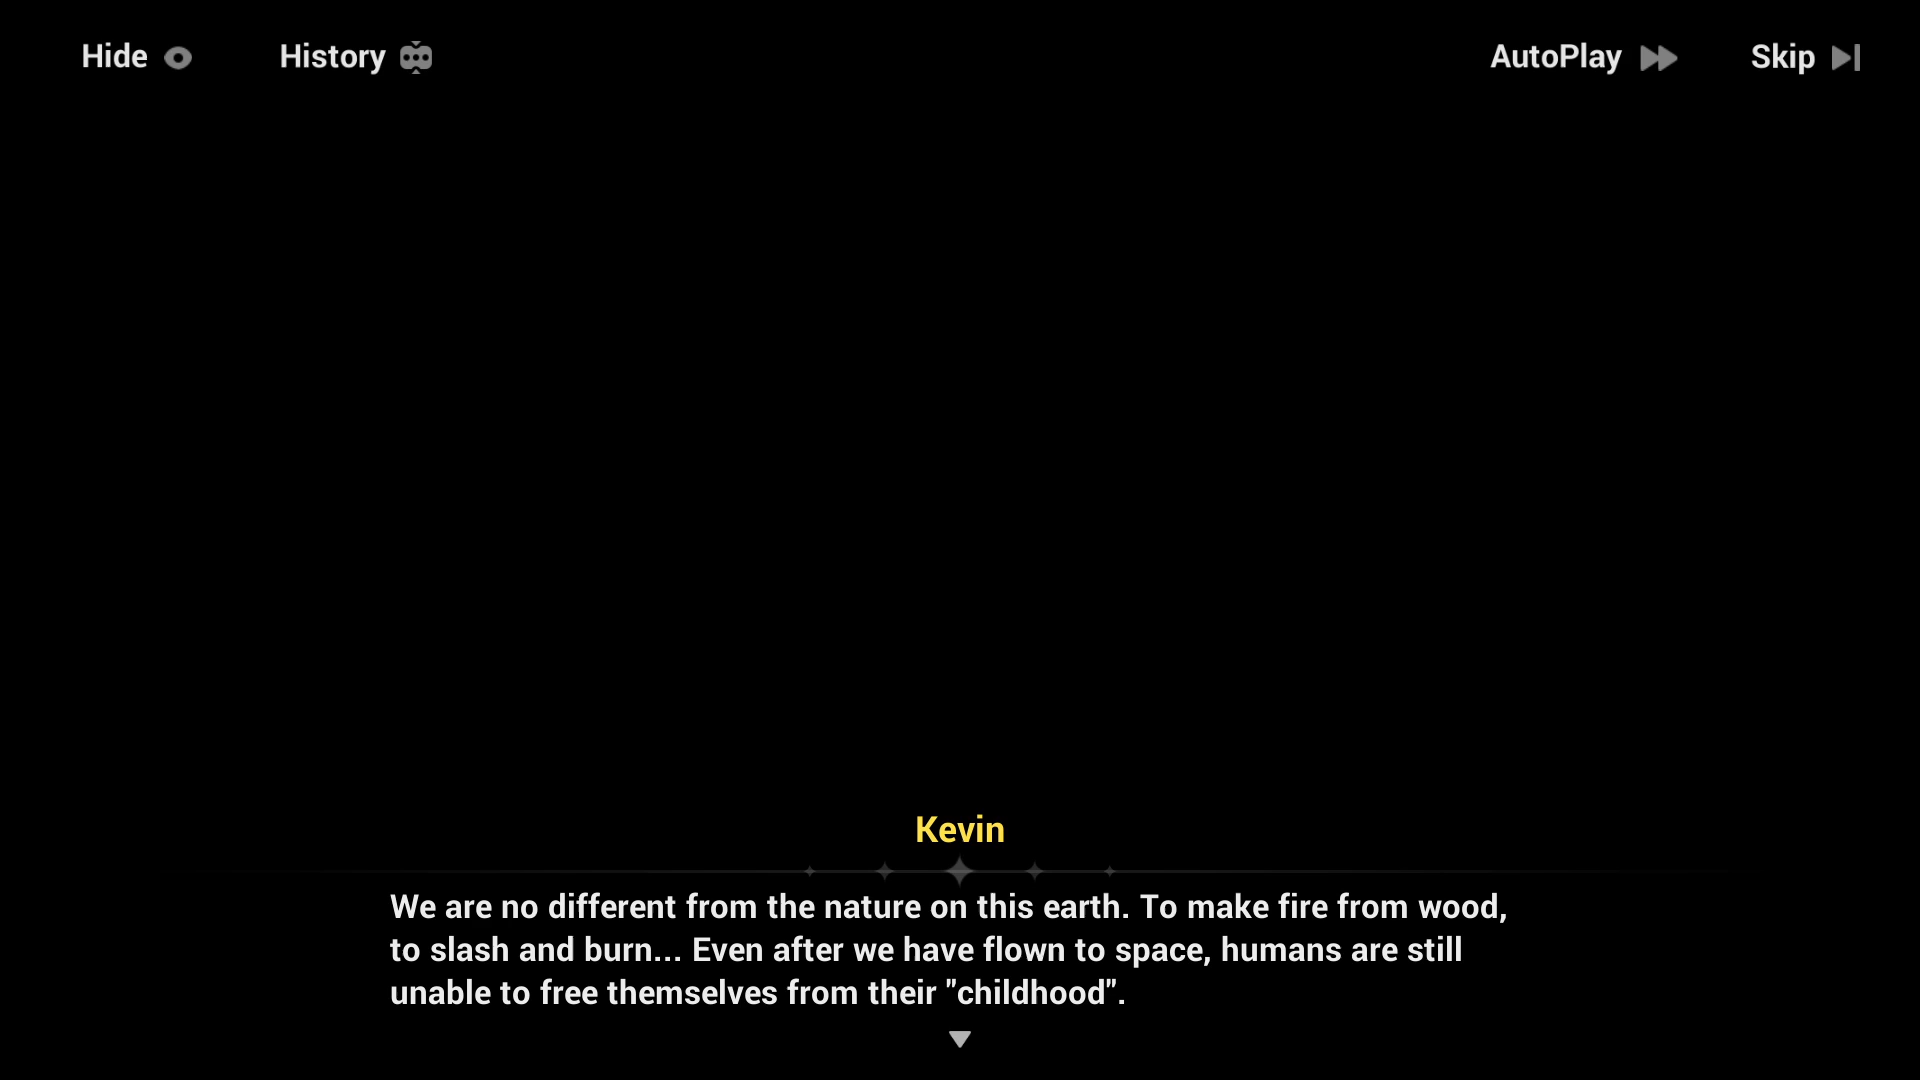 Hide
History
AutoPlay
Skip
Kevin
We are no different from the nature on this earth. To make fire from wood,
to slash and burn... Even after we have flown to space, humans are still
unable to free themselves from their "childhood".